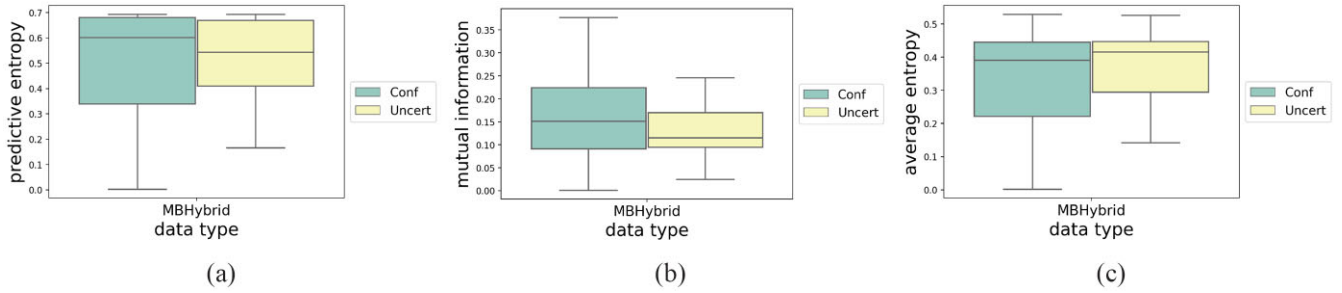 predictive entropy
0.7
0.6
0.5
0.4
0.3
0.2
0.1
0.0
MBHybrid
data type
Conf
Uncert
(a)
mutual information
0.35
0.30
0.25
0.20
0.15
0.10
0.05
0.00
MBHybrid
data type
Conf
Uncert
(b)
average entropy
0.5
0.4
0.3
0.2
0.1
0.0
MBHybrid
data type
Conf
Uncert
(c)